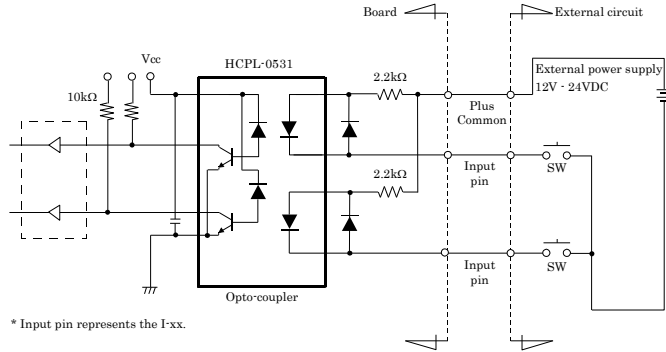 Board
External circuit
Vcc
HCPL-0531
2.2kΩ
External power supply
12V - 24VDC
10kΩ
Plus
Common
Input
pin
SW
2.2kΩ
Input
pin
SW
Opto-coupler
* Input pin represents the I-xx.